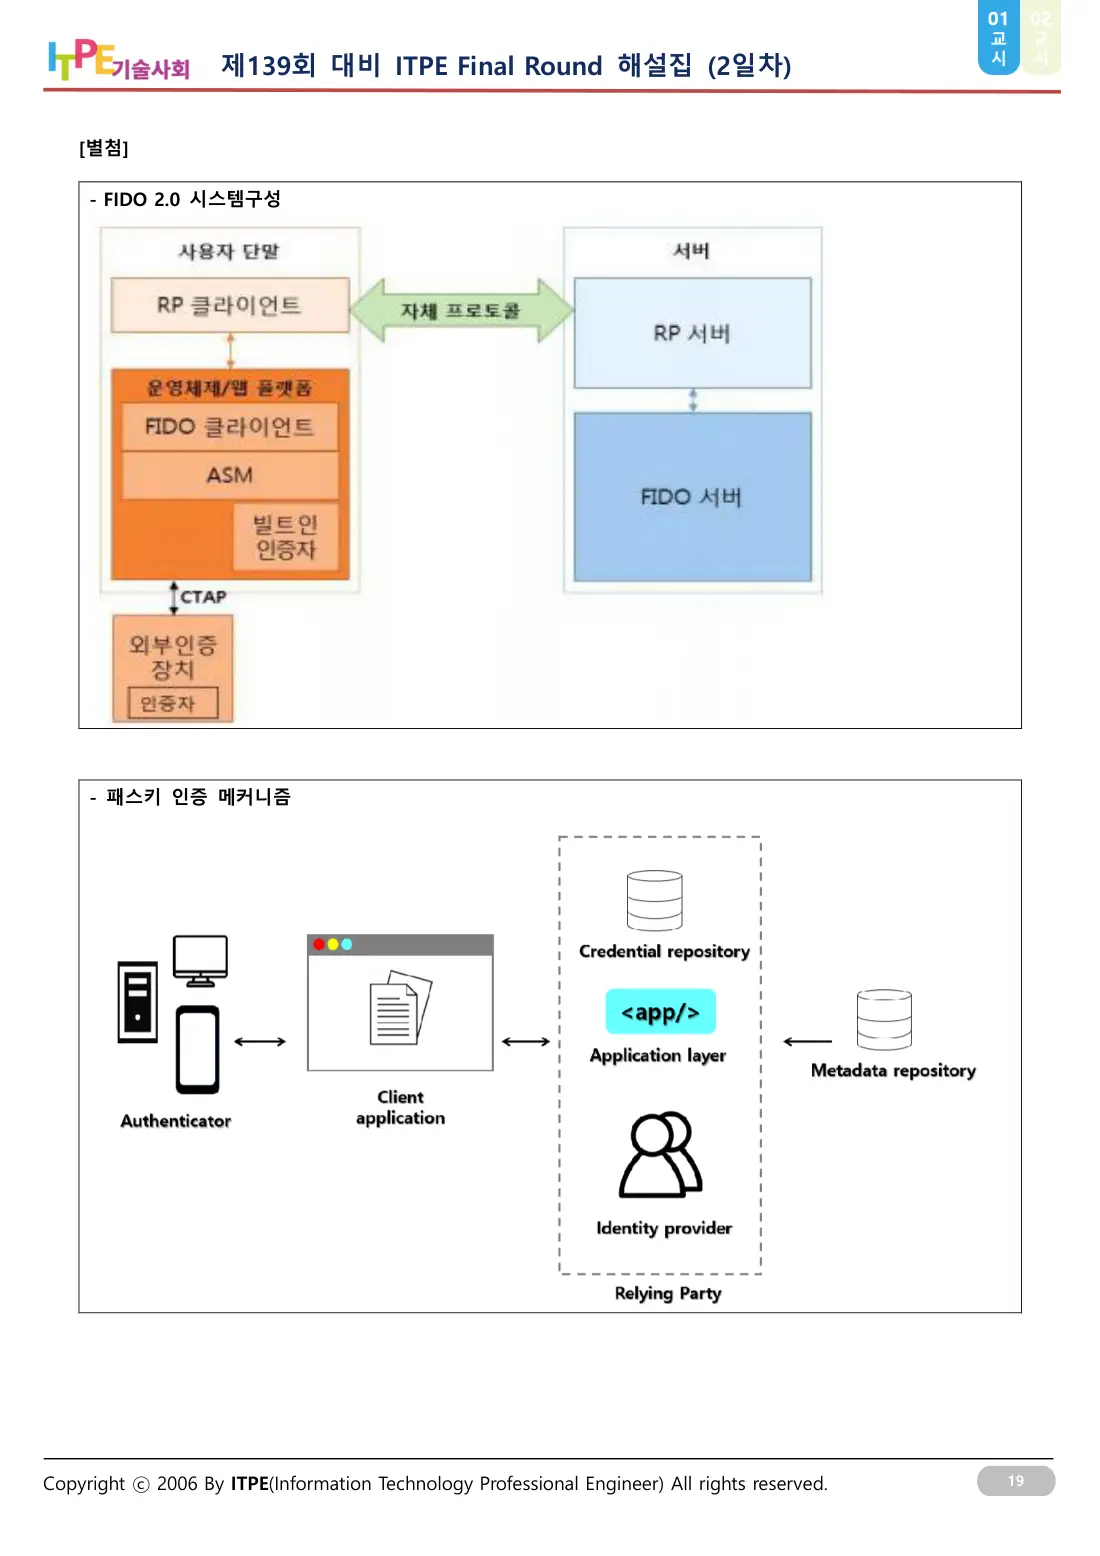 ITPE기술사회
제139회 대비 ITPE Final Round 해설집 (2일차)
01
교
시
02
교
시
[별첨]
- FIDO 2.0 시스템구성
사용자 단말
서버
RP 클라이언트
자체 프로토콜
RP 서버
운영체제/웹 플랫폼
FIDO 클라이언트
ASM
빌트인
인증자
FIDO 서버
CTAP
외부인증
장치
인증자
- 패스키 인증 메커니즘
Credential repository
<app/>
Application layer
Metadata repository
Client
application
Authenticator
Identity provider
Relying Party
Copyright ⓒ 2006 By ITPE(Information Technology Professional Engineer) All rights reserved.
19